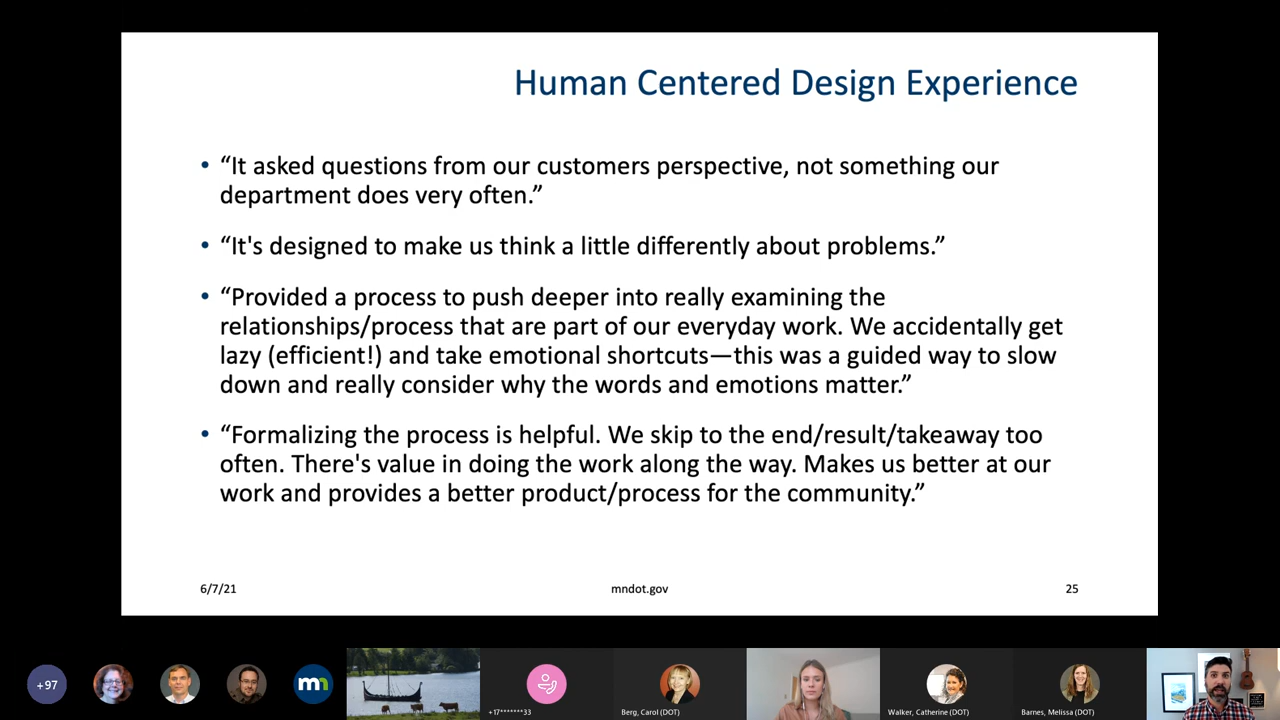 Human Centered Design Experience
• “It asked questions from our customers perspective, not something our
department does very often.”
• “It's designed to make us think a little differently about problems.”
• “Provided a process to push deeper into really examining the
relationships/process that are part of our everyday work. We accidentally get
lazy (efficient!) and take emotional shortcuts—this was a guided way to slow
down and really consider why the words and emotions matter.”
• “Formalizing the process is helpful. We skip to the end/result/takeaway too
often. There's value in doing the work along the way. Makes us better at our
work and provides a better product/process for the community.”
6/7/21
mndot.gov
25
+97
mn
+17*******33
Berg, Carol (DOT)
Walker, Catherine (DOT)
Barnes, Melissa (DOT)